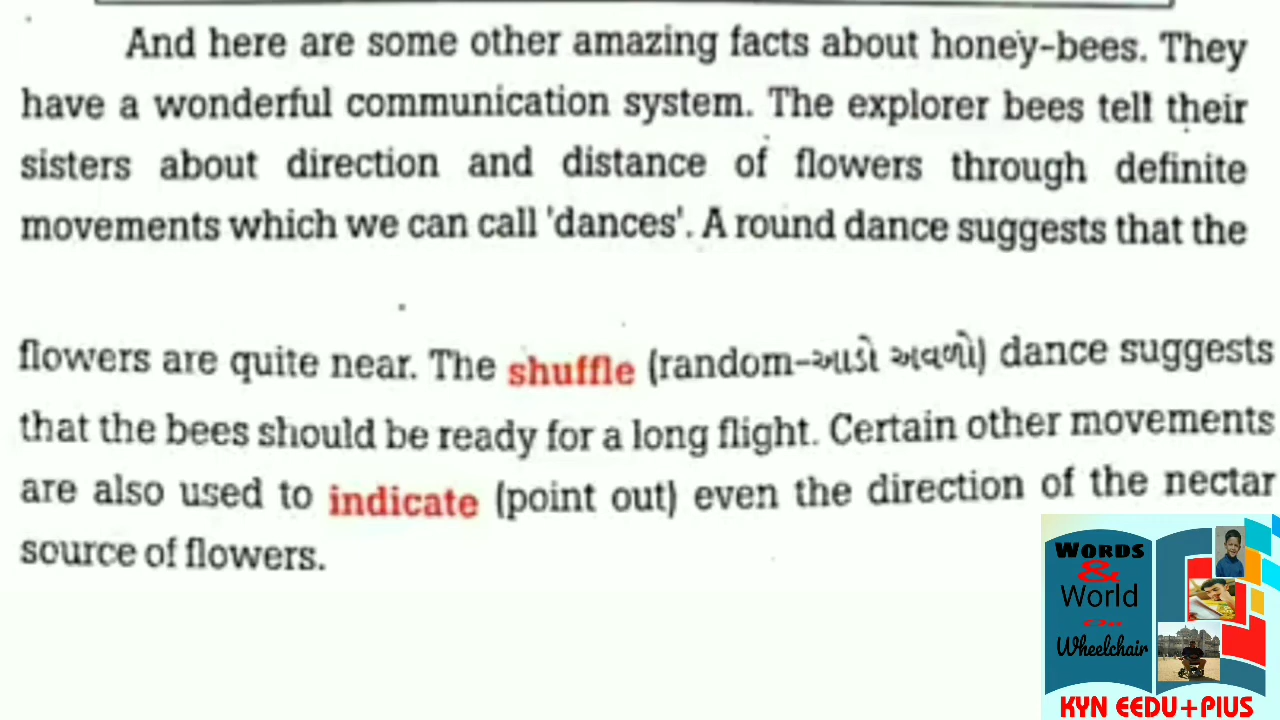 And here are some other amazing facts about honey-bees. They
have a wonderful communication system. The explorer bees tell their
sisters about direction and distance of flowers through definite
movements which we can call 'dances'. A round dance suggests that the
flowers are quite near. The shuffle (random-આડો અવળો) dance suggests
that the bees should be ready for a long flight. Certain other movements
are also used to indicate (point out) even the direction of the nectar
source of flowers.
WORDS
&
World
Wheelchair
KYN EEDU+PlUS